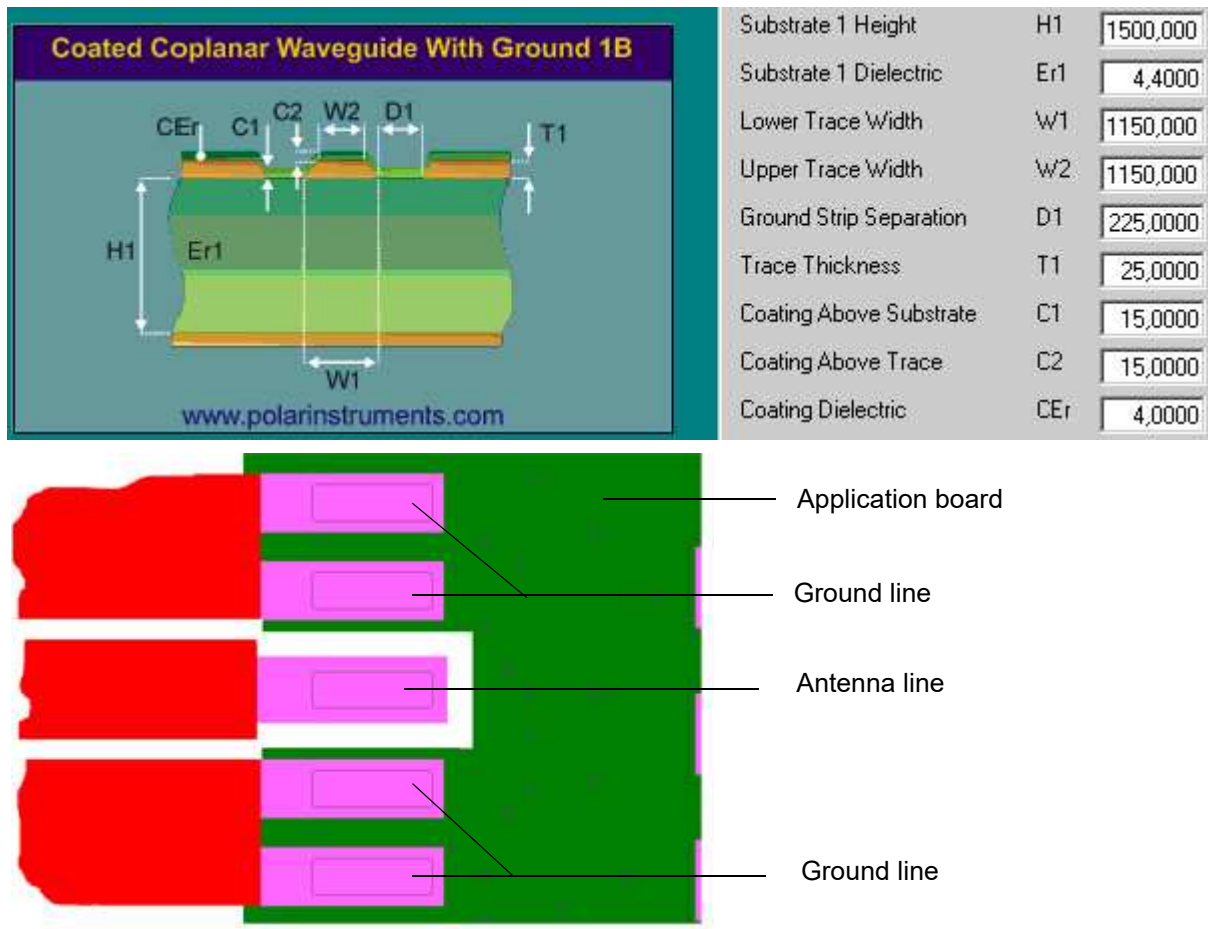 Coated Coplanar Waveguide With Ground 1B
CEr C1 C2 W2 D1 T1
H1 Er1
W1
www.polarinstruments.com
Substrate 1 Height H1 1500,000
Substrate 1 Dielectric Er1 4,4000
Lower Trace Width W1 1150,000
Upper Trace Width W2 1150,000
Ground Strip Separation D1 225,0000
Trace Thickness T1 25,0000
Coating Above Substrate C1 15,0000
Coating Above Trace C2 15,0000
Coating Dielectric CEr 4,0000
Application board
Ground line
Antenna line
Ground line